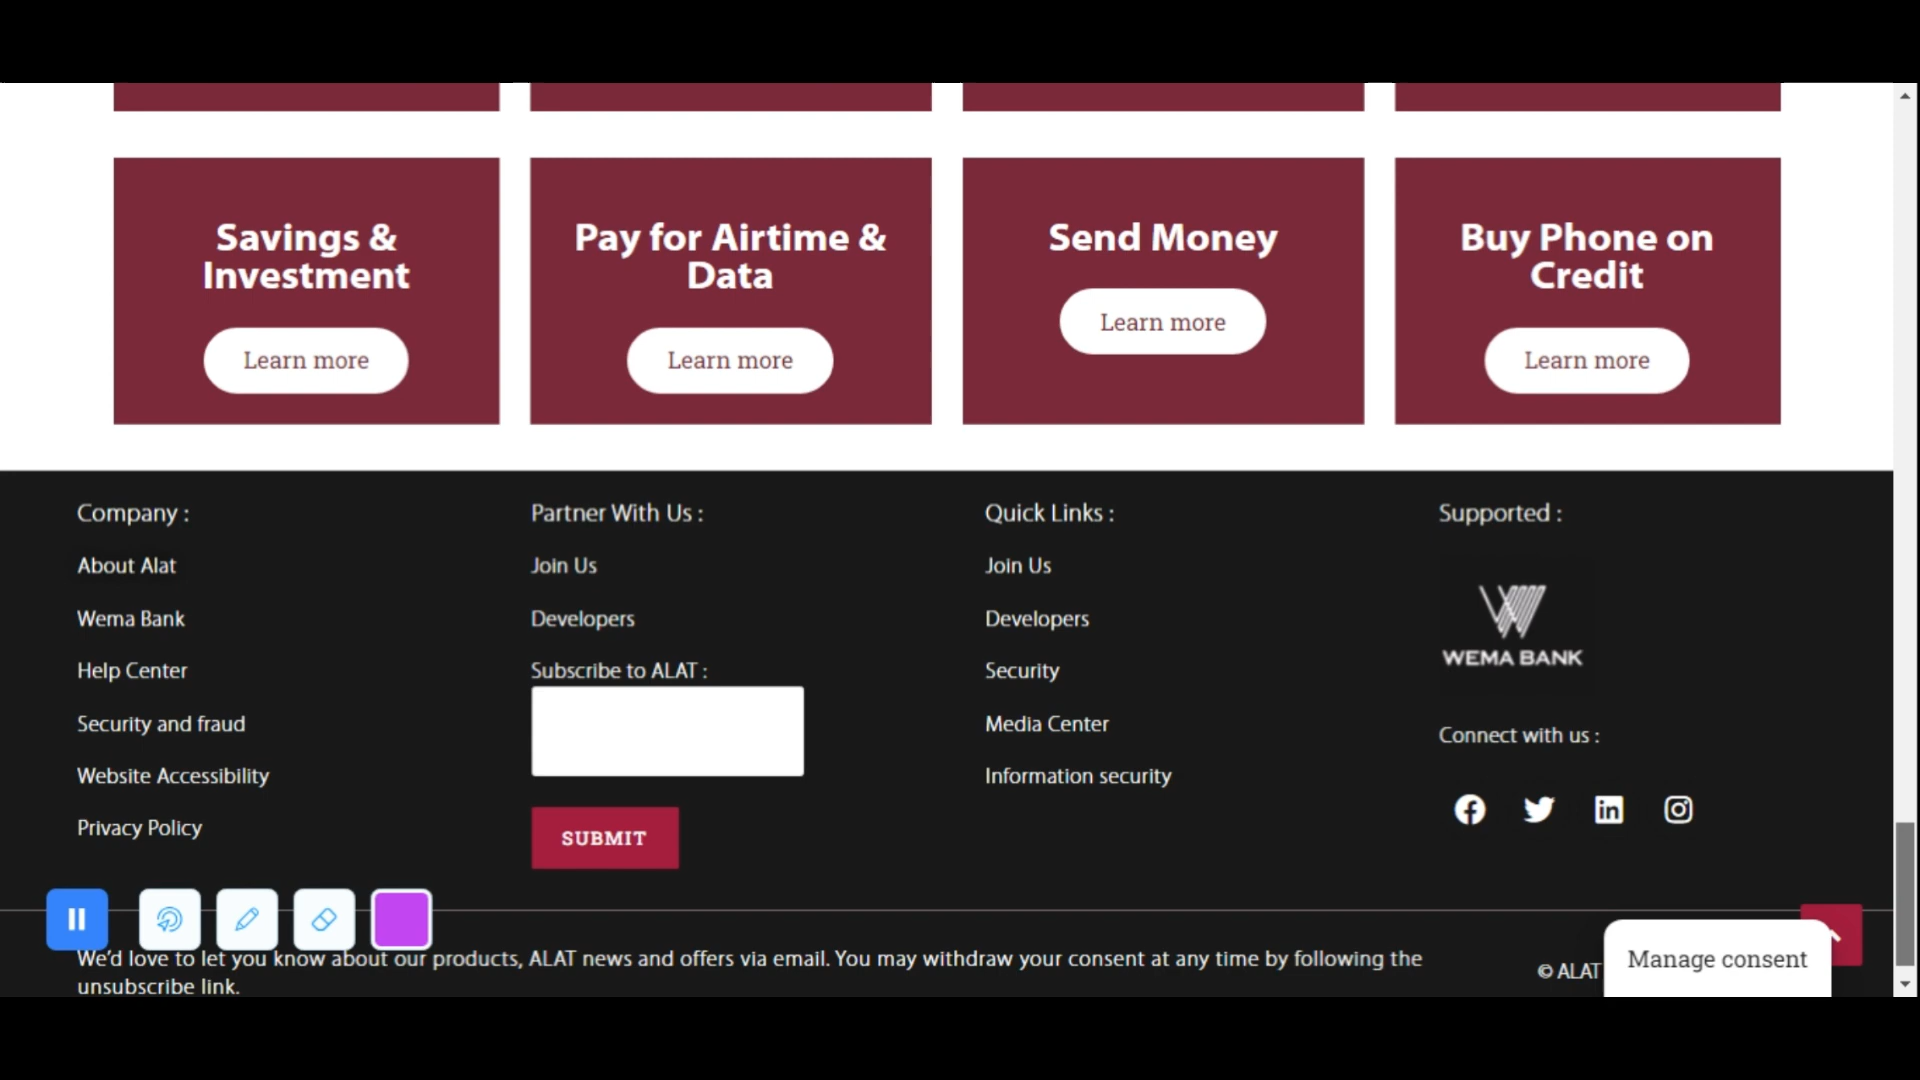 Savings &
Investment
Learn more
Pay for Airtime &
Data
Learn more
Send Money
Learn more
Buy Phone on
Credit
Learn more
Company :
About Alat
Wema Bank
Help Center
Security and fraud
Website Accessibility
Privacy Policy
Partner With Us :
Join Us
Developers
Subscribe to ALAT :
SUBMIT
Quick Links :
Join Us
Developers
Security
Media Center
Information security
Supported :
WEMA BANK
Connect with us :
We'd love to let you know about our products, ALAT news and offers via email. You may withdraw your consent at any time by following the
unsubscribe link.
© ALAT
Manage consent